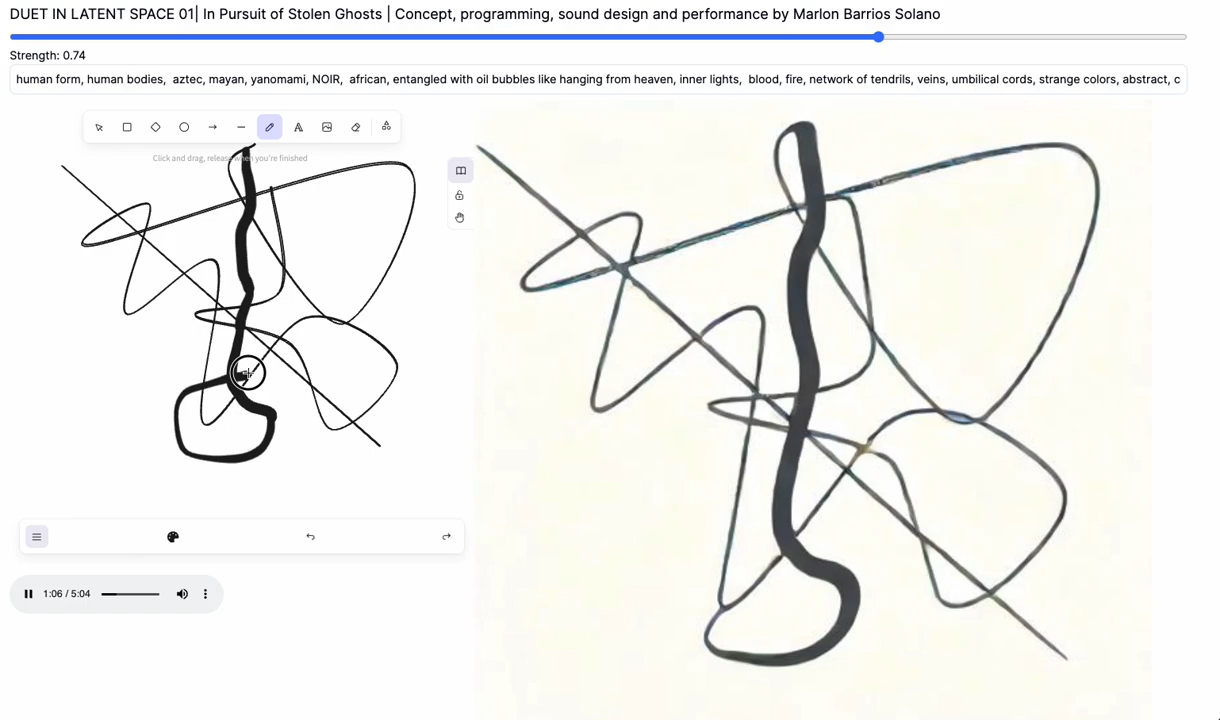 DUET IN LATENT SPACE 01| In Pursuit of Stolen Ghosts | Concept, programming, sound design and performance by Marlon Barrios Solano
Strength: 0.74
human form, human bodies, aztec, mayan, yanomami, NOIR, african, entangled with oil bubbles like hanging from heaven, inner lights, blood, fire, network of tendrils, veins, umbilical cords, strange colors, abstract, c
Click and drag, release when you're finished
1:06 / 5:04